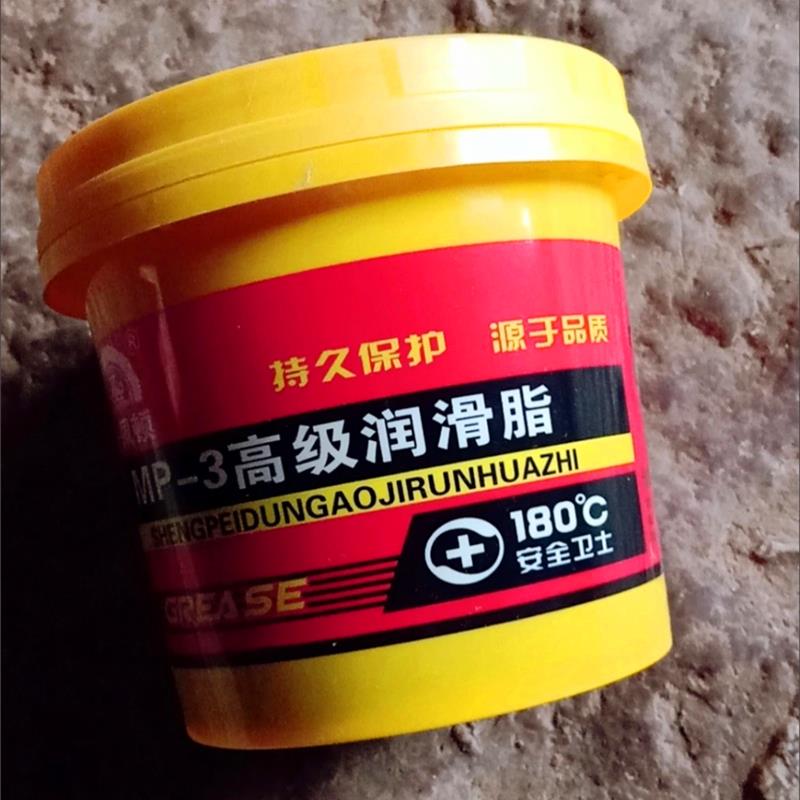 持久保护 源于品质
MP-3高级润滑脂
SHENGPEIDUNGAOJIRUNHUAZHI
180℃
安全卫士
GREASE